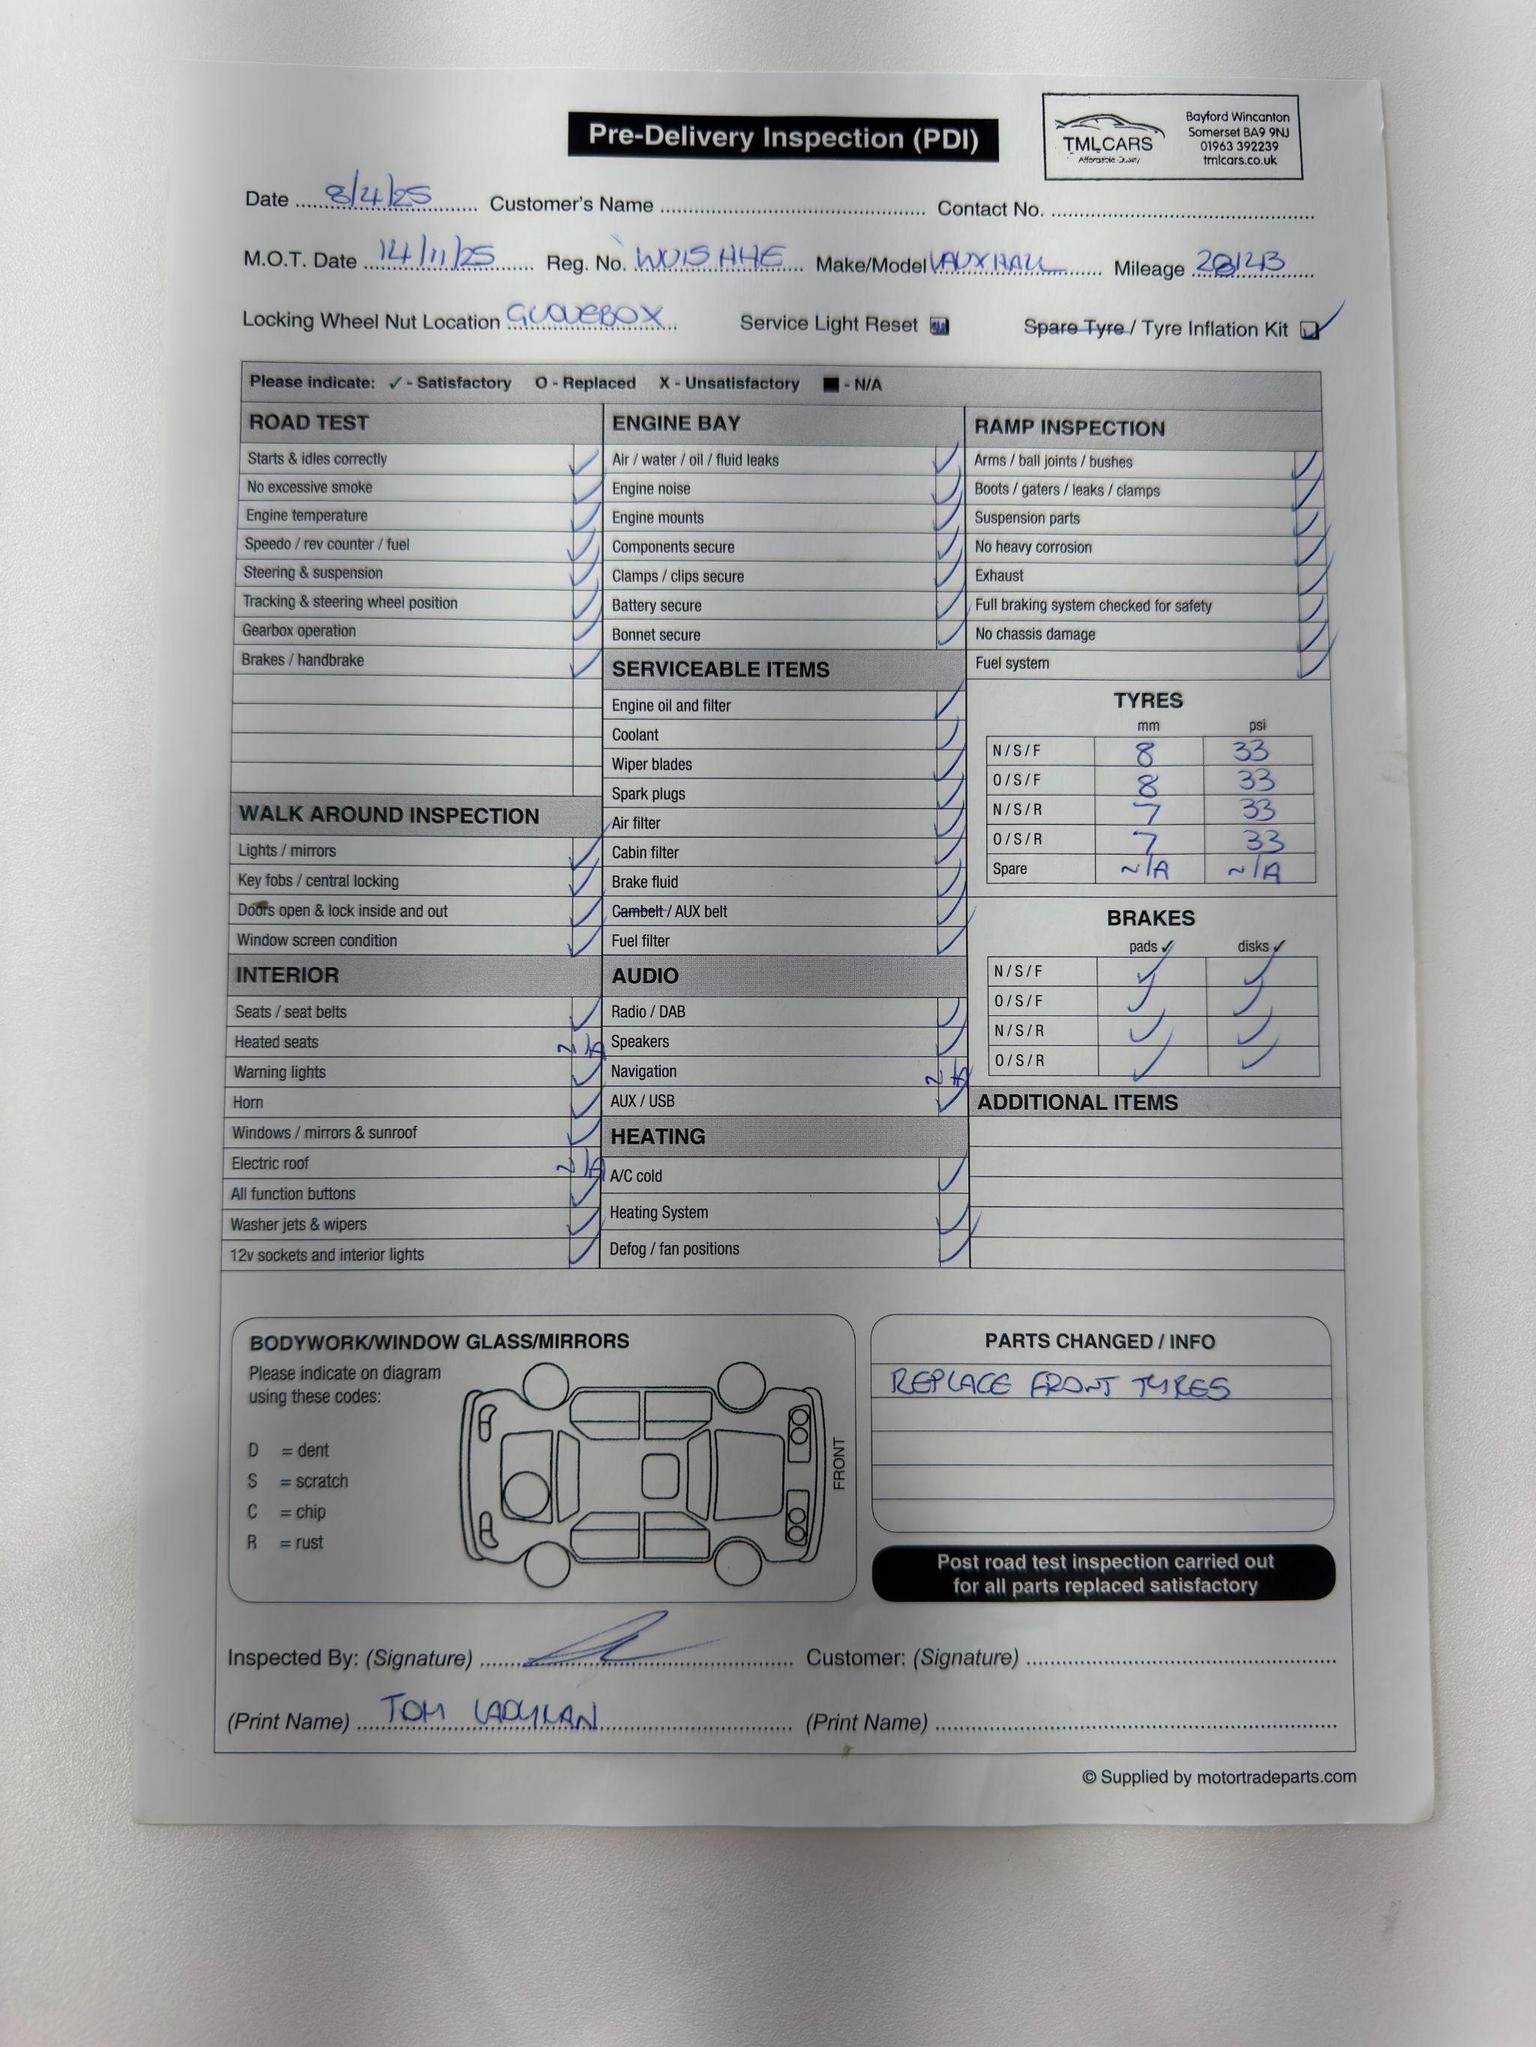 Pre-Delivery Inspection (PDI)
TMLCARS
Affordable Quality
Bayford Wincanton
Somerset BA9 9NJ
01963 392239
tmlcars.co.uk
Date 8/4/25 Customer's Name Contact No.
M.O.T. Date 14/11/25 Reg. No. WU15 HHE Make/Model VAUXHALL Mileage
Locking Wheel Nut Location GLOVEBOX Service Light Reset Spare Tyre / Tyre Inflation Kit ✓
Please indicate: ✓ - Satisfactory O - Replaced X - Unsatisfactory ■ - N/A
ROAD TEST
Starts & idles correctly ✓
No excessive smoke ✓
Engine temperature ✓
Speedo / rev counter / fuel ✓
Steering & suspension ✓
Tracking & steering wheel position ✓
Gearbox operation ✓
Brakes / handbrake ✓
WALK AROUND INSPECTION
Lights / mirrors ✓
Key fobs / central locking ✓
Doors open & lock inside and out ✓
Window screen condition ✓
INTERIOR
Seats / seat belts ✓
Heated seats N/A
Warning lights ✓
Horn ✓
Windows / mirrors & sunroof ✓
Electric roof N/A
All function buttons ✓
Washer jets & wipers ✓
12v sockets and interior lights ✓
ENGINE BAY
Air / water / oil / fluid leaks ✓
Engine noise ✓
Engine mounts ✓
Components secure ✓
Clamps / clips secure ✓
Battery secure ✓
Bonnet secure ✓
SERVICEABLE ITEMS
Engine oil and filter ✓
Coolant ✓
Wiper blades ✓
Spark plugs ✓
Air filter ✓
Cabin filter ✓
Brake fluid ✓
Cambelt / AUX belt ✓
Fuel filter ✓
AUDIO
Radio / DAB ✓
Speakers ✓
Navigation N/A
AUX / USB ✓
HEATING
A/C cold ✓
Heating System ✓
Defog / fan positions ✓
RAMP INSPECTION
Arms / ball joints / bushes ✓
Boots / gaters / leaks / clamps ✓
Suspension parts ✓
No heavy corrosion ✓
Exhaust ✓
Full braking system checked for safety ✓
No chassis damage ✓
Fuel system ✓
TYRES
mm psi
N/S/F 8 33
O/S/F 8 33
N/S/R 7 33
O/S/R 7 33
Spare N/A N/A
BRAKES
pads ✓ disks ✓
N/S/F ✓ ✓
O/S/F ✓ ✓
N/S/R ✓ ✓
O/S/R ✓ ✓
ADDITIONAL ITEMS
BODYWORK/WINDOW GLASS/MIRRORS
Please indicate on diagram
using these codes:
D = dent
S = scratch
C = chip
R = rust
FRONT
PARTS CHANGED / INFO
REPLACE FRONT TYRES
Post road test inspection carried out
for all parts replaced satisfactory
Inspected By: (Signature) Customer: (Signature)
(Print Name) TOM (Print Name)
© Supplied by motortradeparts.com